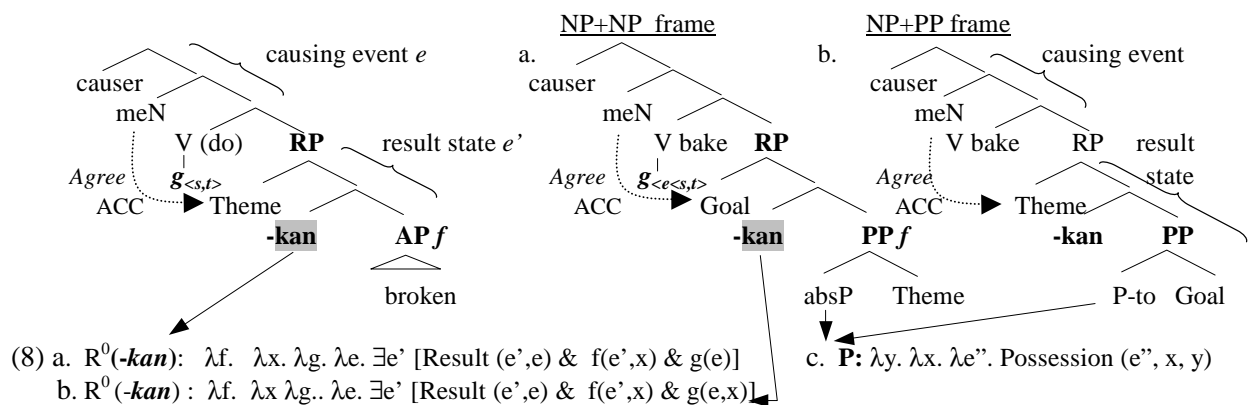 NP+NP frame NP+PP frame
causing event e a. b. causing event
causer causer causer
meN meN meN
V (do) RP result state e’ V bake RP V bake RP result
state
Agree g<s,t> Agree g<e<s,t> Agree
ACC Theme ACC Goal ACC Theme
-kan AP f -kan PP f -kan PP
broken absP Theme P-to Goal
(8) a. R⁰(-kan): λf. λx. λg. λe. ∃e’ [Result (e’,e) & f(e’,x) & g(e)] c. P: λy. λx. λe”. Possession (e”, x, y)
b. R⁰ (-kan) : λf. λx λg.. λe. ∃e’ [Result (e’,e) & f(e’,x) & g(e,x)]